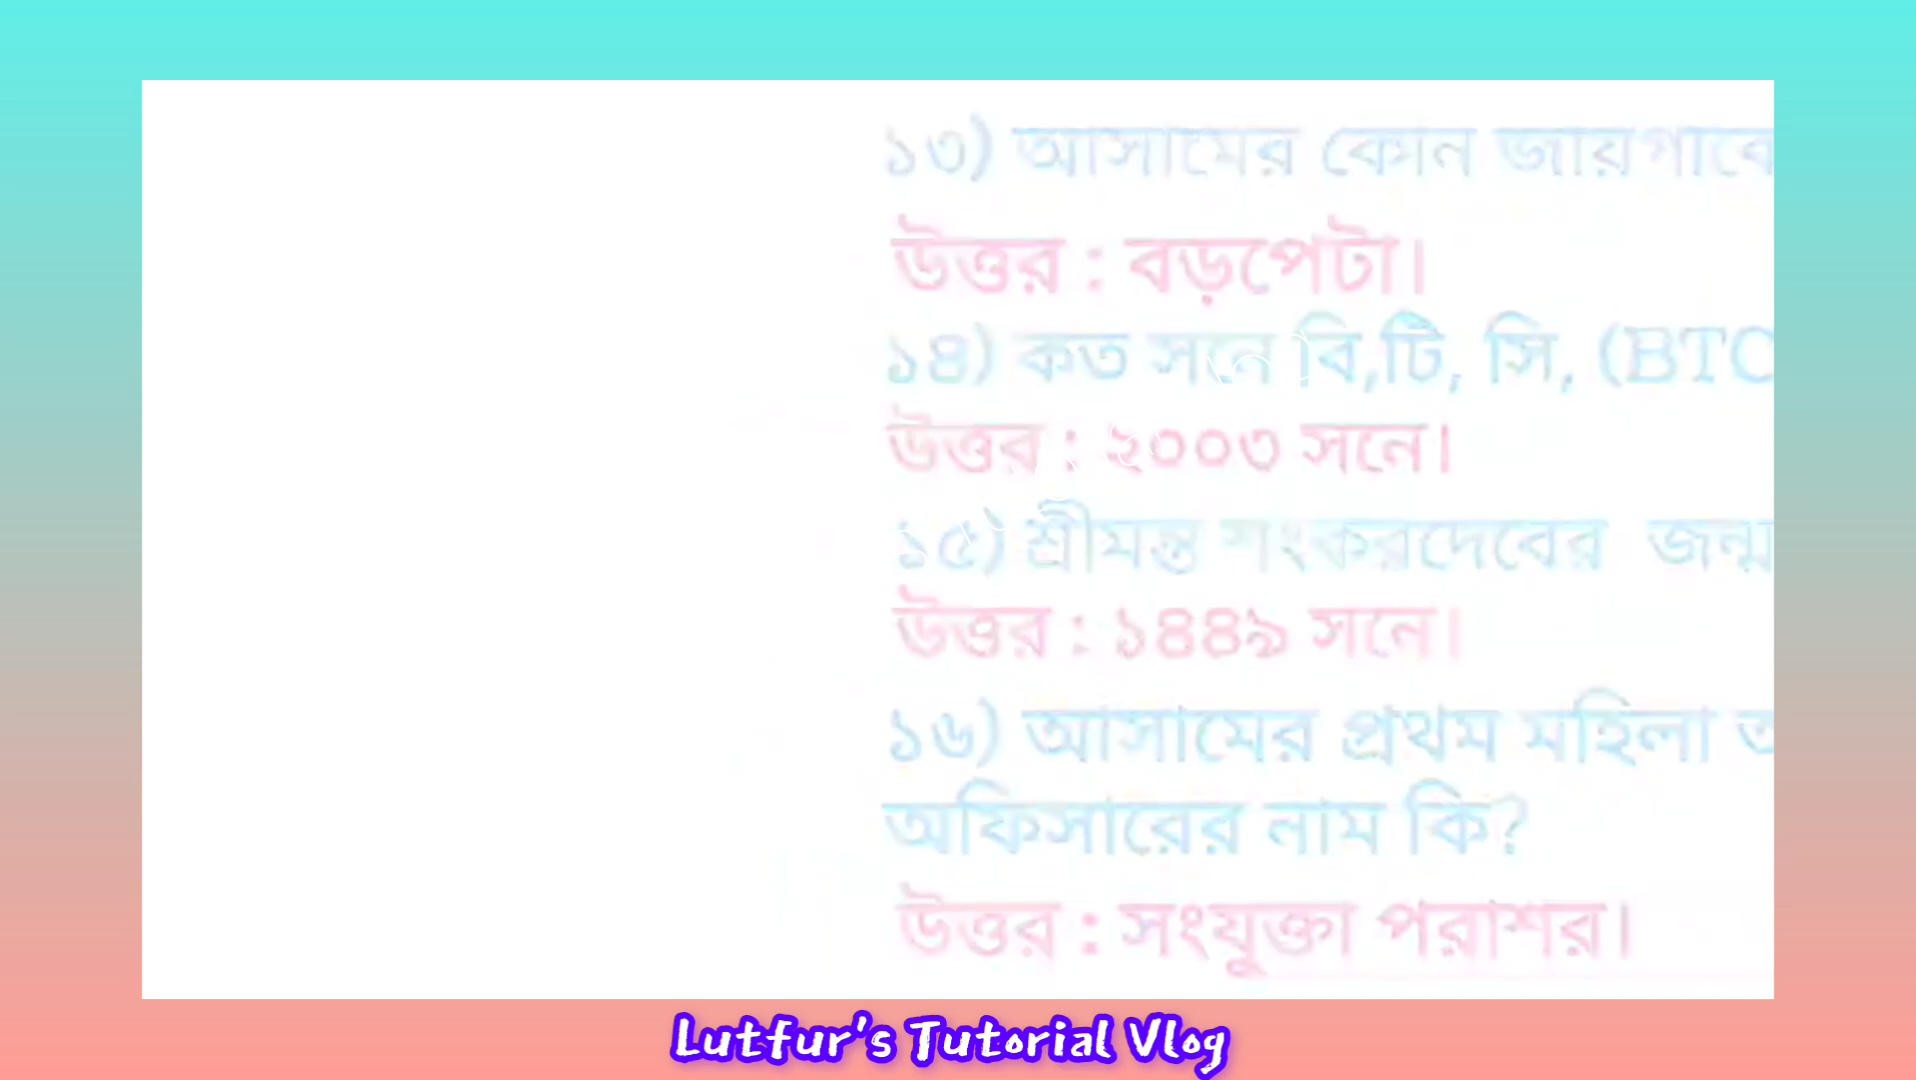 ১৩) আসামের কোন জায়গাকে
উত্তর : বড়পেটা।
১৪) কত সনে বি,টি, সি, (BTC
উত্তর : ২০০৩ সনে।
১৫) শ্রীমন্ত শংকরদেবের জন্ম
উত্তর : ১৪৪৯ সনে।
১৬) আসামের প্রথম মহিলা
অফিসারের নাম কি?
উত্তর : সংযুক্তা পরাশর।
Lutfur's Tutorial Vlog